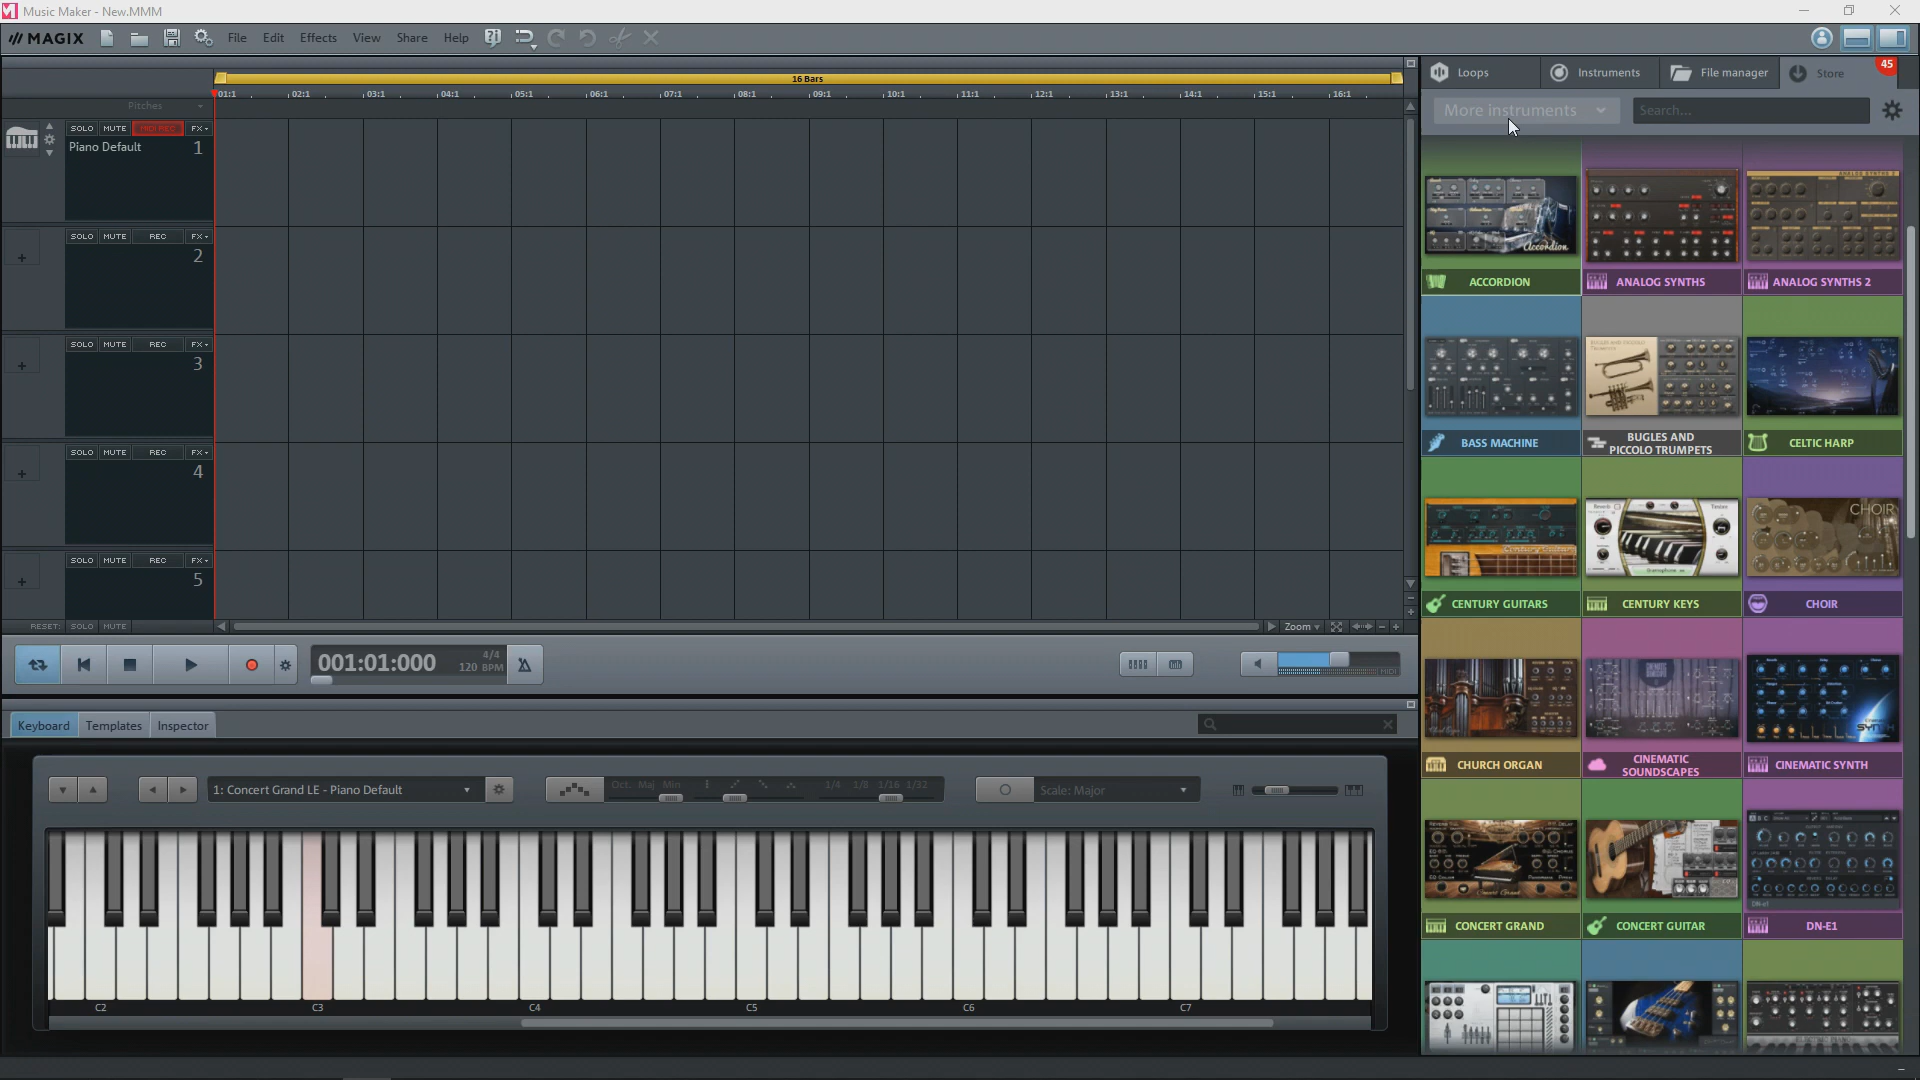 Music Maker - New.MMM
MAGIX
File Edit Effects View Share Help
16 Bars
01:1 02:1 03:1 04:1 05:1 06:1 07:1 08:1 09:1 10:1 11:1 12:1 13:1 14:1 15:1 16:1
Pitches
SOLO MUTE MIDI REC FX
Piano Default 1
SOLO MUTE REC FX
2
SOLO MUTE REC FX
3
SOLO MUTE REC FX
4
SOLO MUTE REC FX
5
RESET: SOLO MUTE
Zoom
001:01:000 4/4
120 BPM
MIDI
Keyboard Templates Inspector
1: Concert Grand LE - Piano Default
Oct. Maj Min
1/4 1/8 1/16 1/32
Scale: Major
C2 C3 C4 C5 C6 C7
Loops Instruments File manager Store 45
More instruments Search...
Accordion
ANALOG SYNTHS 2
ACCORDION ANALOG SYNTHS ANALOG SYNTHS 2
BASS MACHINE
BUGLES AND
PICCOLO TRUMPETS
CELTIC HARP
CHOIR
CENTURY GUITARS CENTURY KEYS CHOIR
CHURCH ORGAN
CINEMATIC
SOUNDSCAPES
CINEMATIC SYNTH
CONCERT GRAND CONCERT GUITAR DN-E1